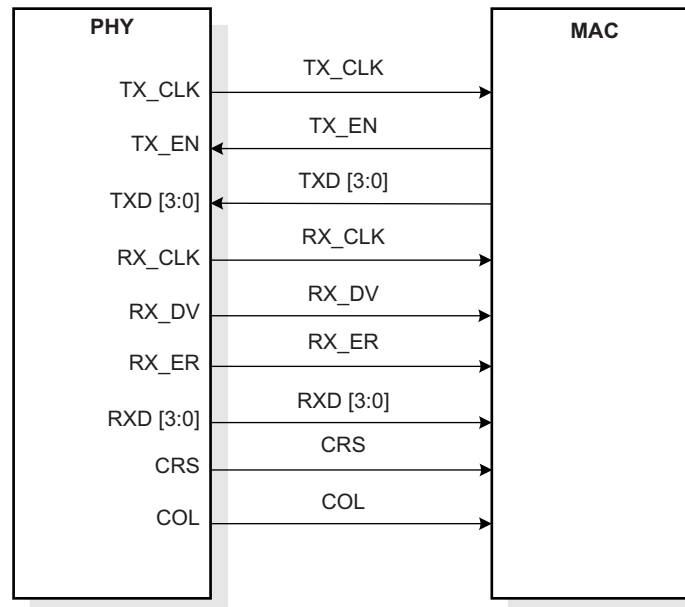 PHY
MAC
TX_CLK
TX_CLK
TX_EN
TX_EN
TXD [3:0]
TXD [3:0]
RX_CLK
RX_CLK
RX_DV
RX_DV
RX_ER
RX_ER
RXD [3:0]
RXD [3:0]
CRS
CRS
COL
COL